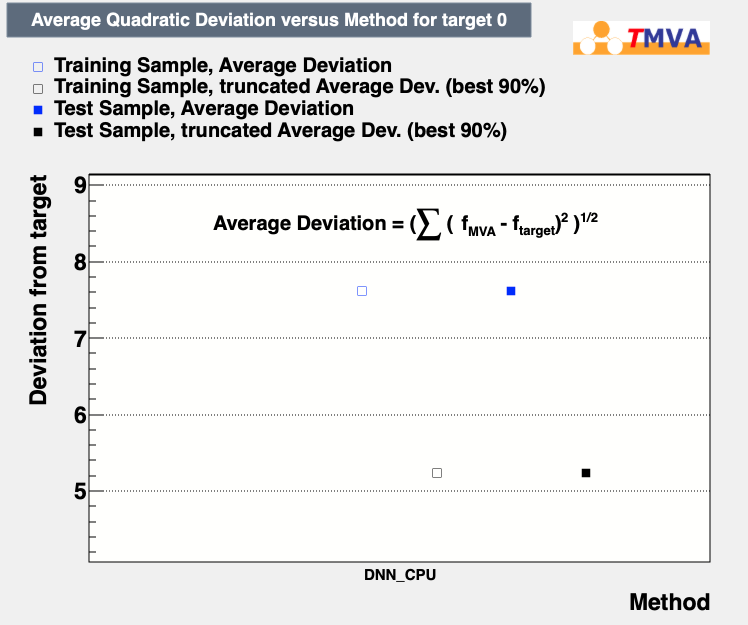 Average Quadratic Deviation versus Method for target 0
TMVA
Training Sample, Average Deviation
Training Sample, truncated Average Dev. (best 90%)
Test Sample, Average Deviation
Test Sample, truncated Average Dev. (best 90%)
Deviation from target
9
Average Deviation = (∑ ( f_MVA - f_target)² )^1/2
8
7
6
5
DNN_CPU
Method